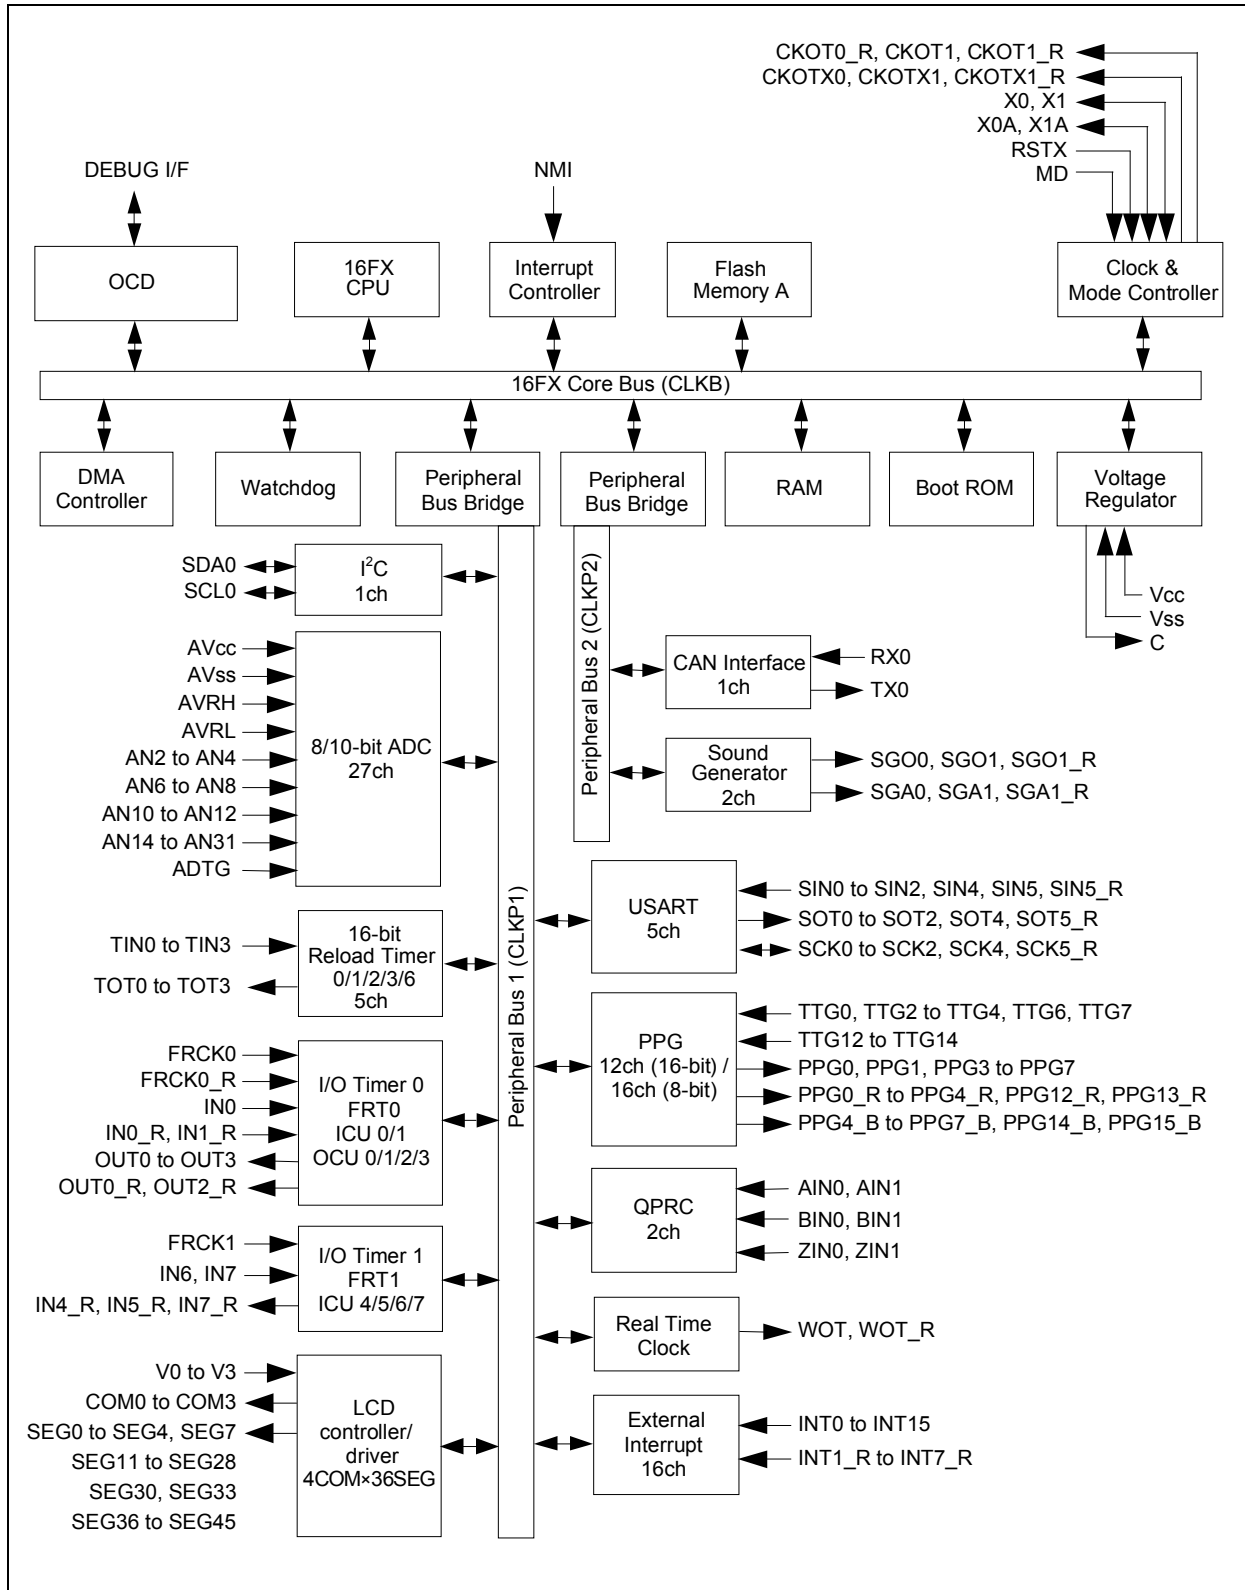 CKOT0_R, CKOT1, CKOT1_R
CKOTX0, CKOTX1, CKOTX1_R
X0, X1
X0A, X1A
RSTX
MD
DEBUG I/F
NMI
OCD
16FX
CPU
Interrupt
Controller
Flash
Memory A
Clock &
Mode Controller
16FX Core Bus (CLKB)
DMA
Controller
Watchdog
Peripheral
Bus Bridge
Peripheral
Bus Bridge
RAM
Boot ROM
Voltage
Regulator
Vcc
Vss
C
SDA0
SCL0
I²C
1ch
AVcc
AVss
AVRH
AVRL
AN2 to AN4
AN6 to AN8
AN10 to AN12
AN14 to AN31
ADTG
8/10-bit ADC
27ch
TIN0 to TIN3
TOT0 to TOT3
16-bit
Reload Timer
0/1/2/3/6
5ch
FRCK0
FRCK0_R
IN0
IN0_R, IN1_R
OUT0 to OUT3
OUT0_R, OUT2_R
I/O Timer 0
FRT0
ICU 0/1
OCU 0/1/2/3
FRCK1
IN6, IN7
IN4_R, IN5_R, IN7_R
I/O Timer 1
FRT1
ICU 4/5/6/7
V0 to V3
COM0 to COM3
SEG0 to SEG4, SEG7
SEG11 to SEG28
SEG30, SEG33
SEG36 to SEG45
LCD
controller/
driver
4COM×36SEG
Peripheral Bus 1 (CLKP1)
Peripheral Bus 2 (CLKP2)
CAN Interface
1ch
RX0
TX0
Sound
Generator
2ch
SGO0, SGO1, SGO1_R
SGA0, SGA1, SGA1_R
USART
5ch
SIN0 to SIN2, SIN4, SIN5, SIN5_R
SOT0 to SOT2, SOT4, SOT5_R
SCK0 to SCK2, SCK4, SCK5_R
PPG
12ch (16-bit) /
16ch (8-bit)
TTG0, TTG2 to TTG4, TTG6, TTG7
TTG12 to TTG14
PPG0, PPG1, PPG3 to PPG7
PPG0_R to PPG4_R, PPG12_R, PPG13_R
PPG4_B to PPG7_B, PPG14_B, PPG15_B
QPRC
2ch
AIN0, AIN1
BIN0, BIN1
ZIN0, ZIN1
Real Time
Clock
WOT, WOT_R
External
Interrupt
16ch
INT0 to INT15
INT1_R to INT7_R